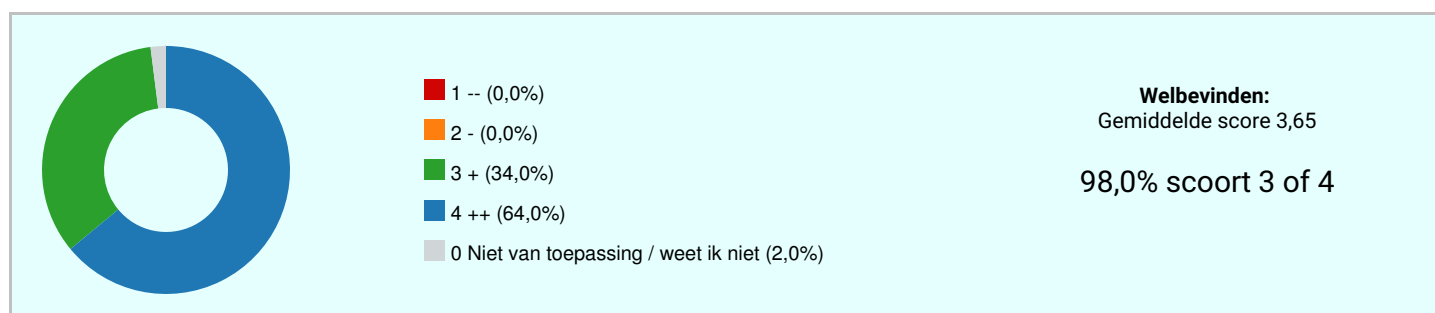 1 -- (0,0%)
2 - (0,0%)
3 + (34,0%)
4 ++ (64,0%)
0 Niet van toepassing / weet ik niet (2,0%)
Welbevinden:
Gemiddelde score 3,65
98,0% scoort 3 of 4